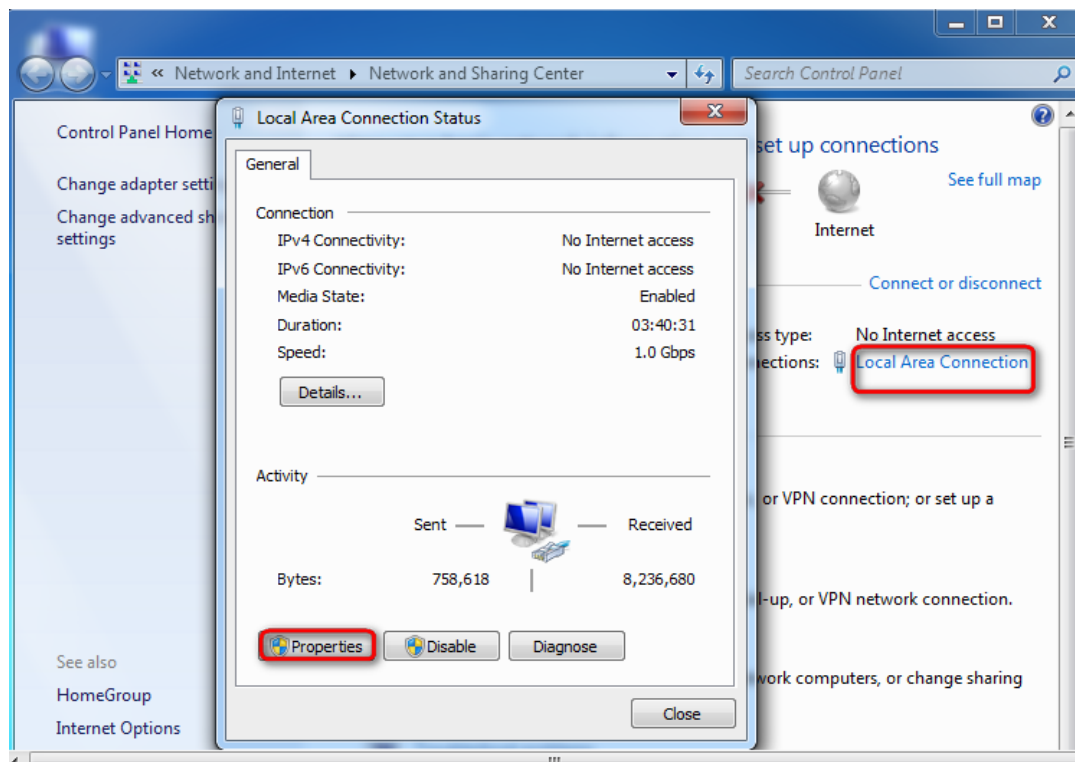 « Network and Internet ▸ Network and Sharing Center
Search Control Panel
Control Panel Home
Change adapter setti
Change advanced sh
settings
See also
HomeGroup
Internet Options
Local Area Connection Status
General
Connection
IPv4 Connectivity: No Internet access
IPv6 Connectivity: No Internet access
Media State: Enabled
Duration: 03:40:31
Speed: 1.0 Gbps
Details...
Activity
Sent — Received
Bytes: 758,618 | 8,236,680
Properties Disable Diagnose
Close
set up connections
See full map
Internet
Connect or disconnect
ss type: No Internet access
nections: Local Area Connection
or VPN connection; or set up a
l-up, or VPN network connection.
work computers, or change sharing